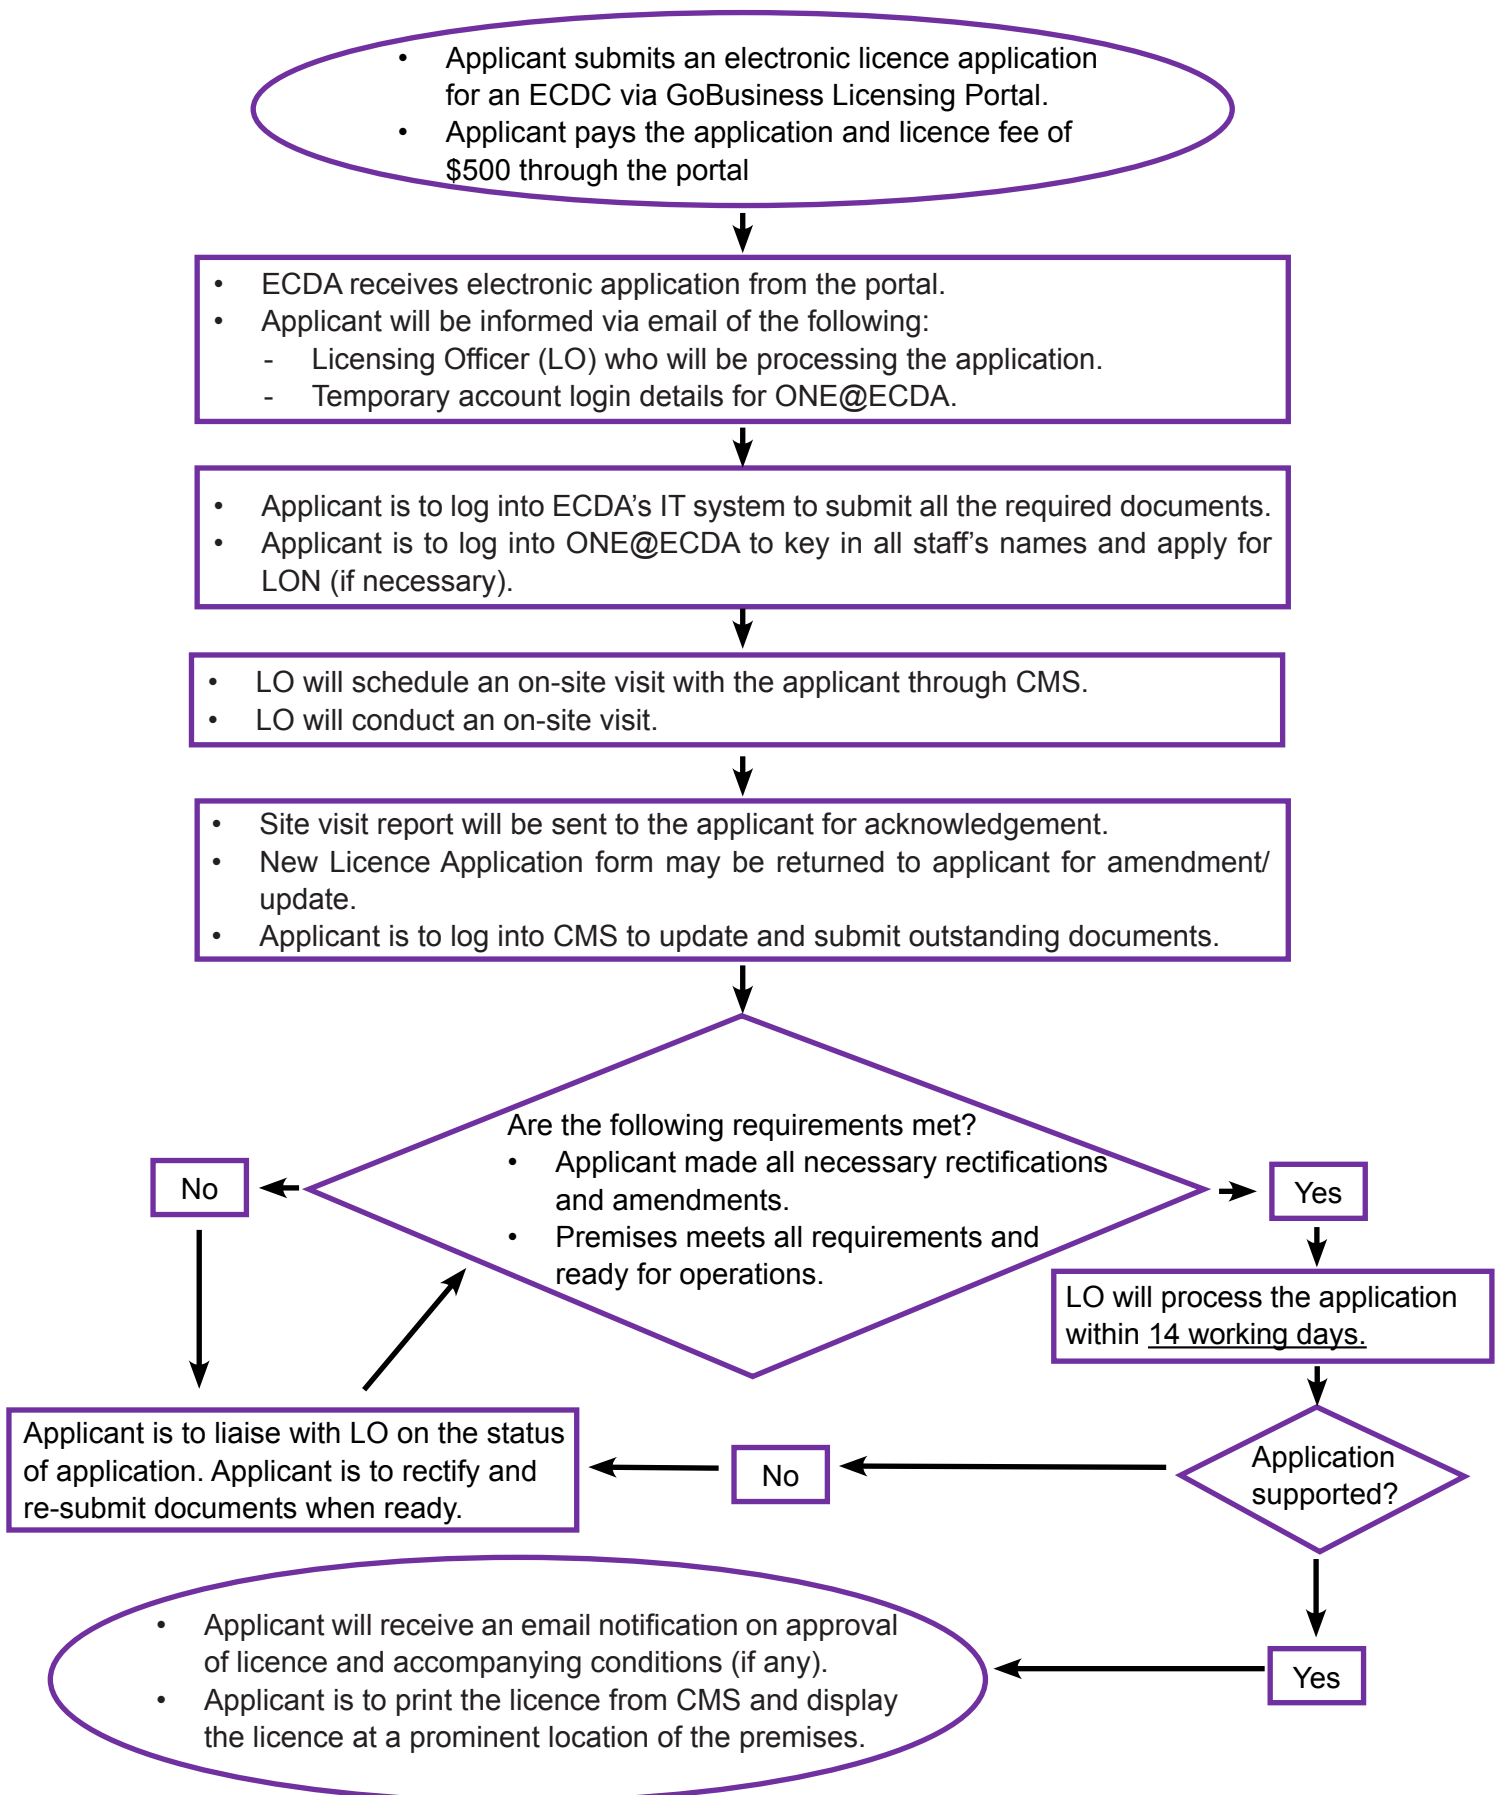 • Applicant submits an electronic licence application
for an ECDC via GoBusiness Licensing Portal.
• Applicant pays the application and licence fee of
$500 through the portal
• ECDA receives electronic application from the portal.
• Applicant will be informed via email of the following:
- Licensing Officer (LO) who will be processing the application.
- Temporary account login details for ONE@ECDA.
• Applicant is to log into ECDA’s IT system to submit all the required documents.
• Applicant is to log into ONE@ECDA to key in all staff’s names and apply for
LON (if necessary).
• LO will schedule an on-site visit with the applicant through CMS.
• LO will conduct an on-site visit.
• Site visit report will be sent to the applicant for acknowledgement.
• New Licence Application form may be returned to applicant for amendment/
update.
• Applicant is to log into CMS to update and submit outstanding documents.
Are the following requirements met?
• Applicant made all necessary rectifications
and amendments.
• Premises meets all requirements and
ready for operations.
No
Yes
LO will process the application
within 14 working days.
Applicant is to liaise with LO on the status
of application. Applicant is to rectify and
re-submit documents when ready.
No
Application
supported?
• Applicant will receive an email notification on approval
of licence and accompanying conditions (if any).
• Applicant is to print the licence from CMS and display
the licence at a prominent location of the premises.
Yes